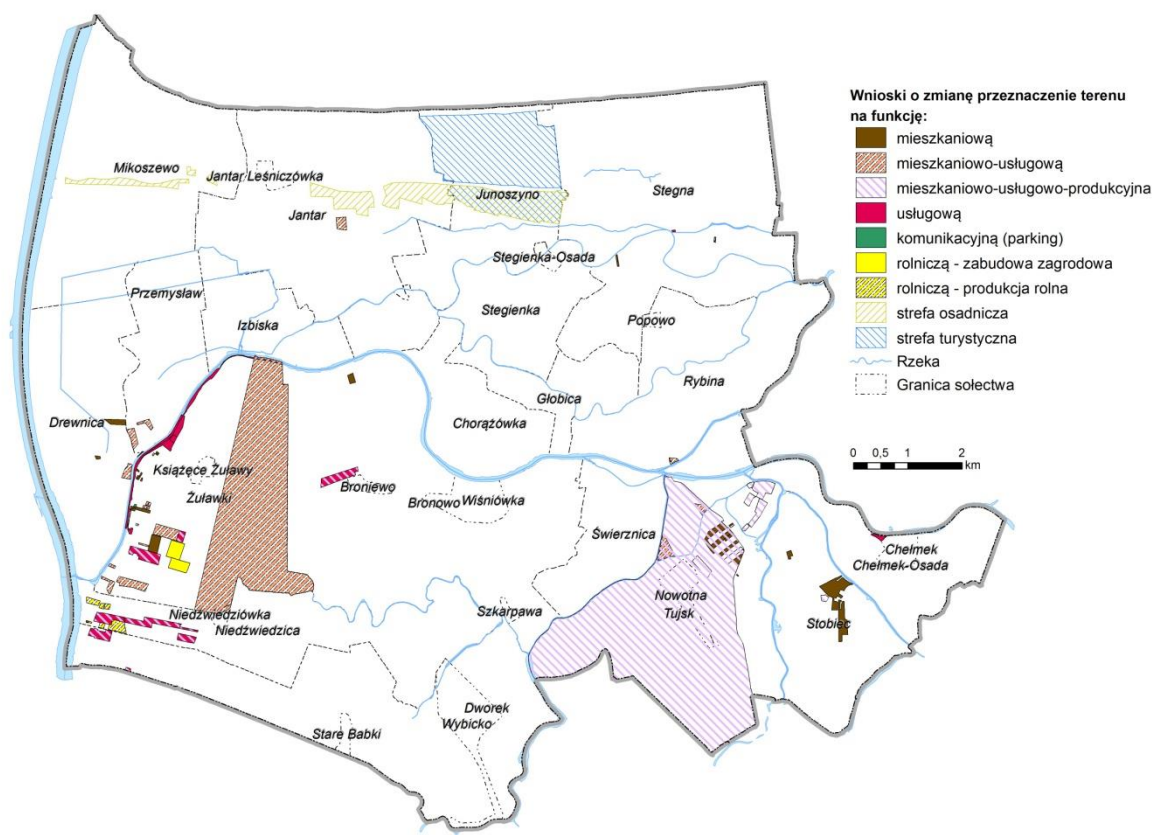 Wnioski o zmianę przeznaczenie terenu
na funkcję:
mieszkaniową
mieszkaniowo-usługową
mieszkaniowo-usługowo-produkcyjna
usługową
komunikacyjną (parking)
rolniczą - zabudowa zagrodowa
rolniczą - produkcja rolna
strefa osadnicza
strefa turystyczna
Rzeka
Granica sołectwa
0 0,5 1 2
km
Mikoszewo
Jantar Leśniczówka
Jantar
Junoszyno
Stegna
Stegienka-Osada
Przemysław
Izbiska
Stegienka
Popowo
Rybina
Głobica
Chorążówka
Drewnica
Książęce Żuławy
Żuławki
Broniewo
Bronowo
Wiśniówka
Świerznica
Chełmek
Chełmek-Osada
Nowotna
Tujsk
Stobiec
Niedźwiedziówka
Niedźwiedzica
Szkarpawa
Dworek
Wybicko
Stare Babki